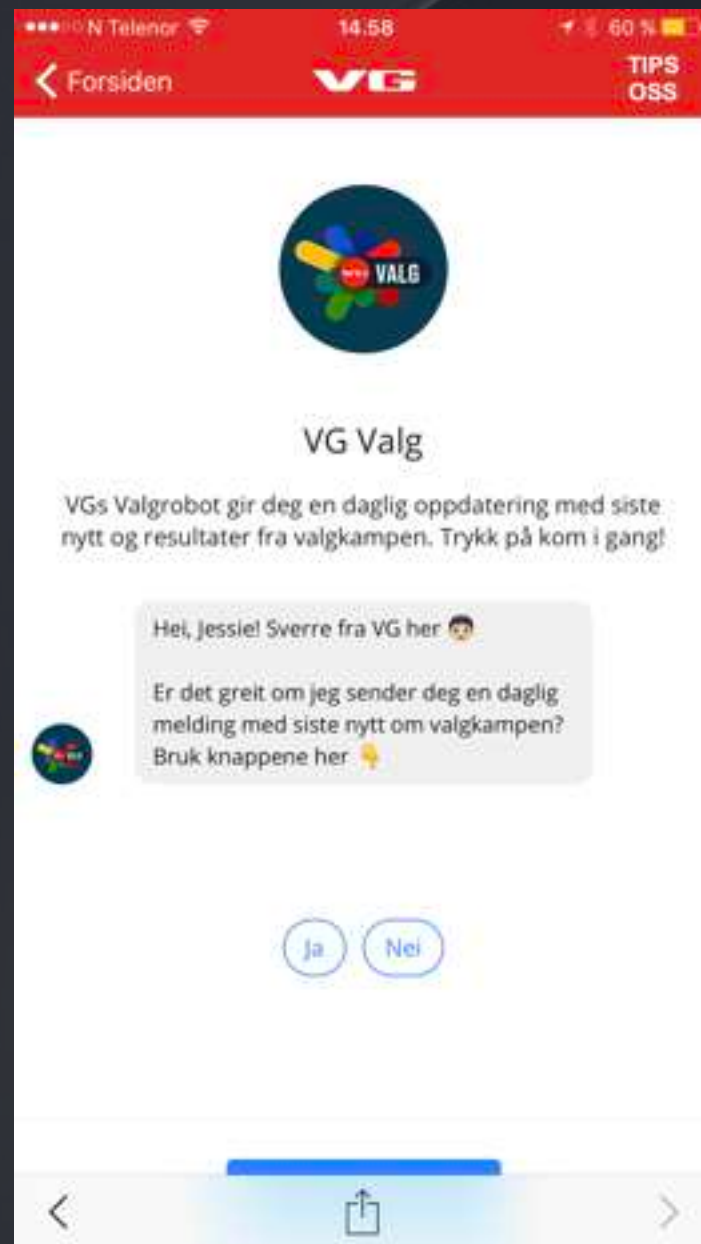 N Telenor
14.58
60 %
Forsiden
VG
TIPS
OSS
VALG
VG Valg
VGs Valgrobot gir deg en daglig oppdatering med siste
nytt og resultater fra valgkampen. Trykk på kom i gang!
Hei, Jessie! Sverre fra VG her 👦🏻
Er det greit om jeg sender deg en daglig
melding med siste nytt om valgkampen?
Bruk knappene her 👇
Ja
Nei